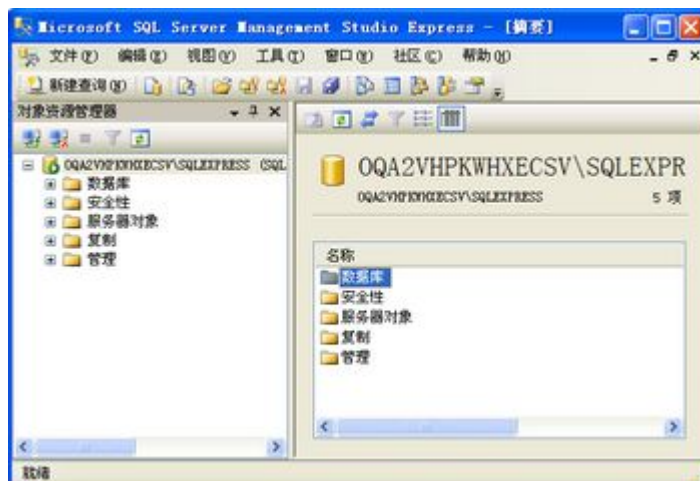 Microsoft SQL Server Management Studio Express - [摘要]
文件(F) 编辑(E) 视图(V) 工具(T) 窗口(W) 社区(C) 帮助(H)
新建查询(N)
对象资源管理器
OQA2VHPKWHXECSV\SQLEXPRESS (SQL
数据库
安全性
服务器对象
复制
管理
OQA2VHPKWHXECSV\SQLEXPR
OQA2VHPKWHXECSV\SQLEXPRESS 5 项
名称
数据库
安全性
服务器对象
复制
管理
就绪